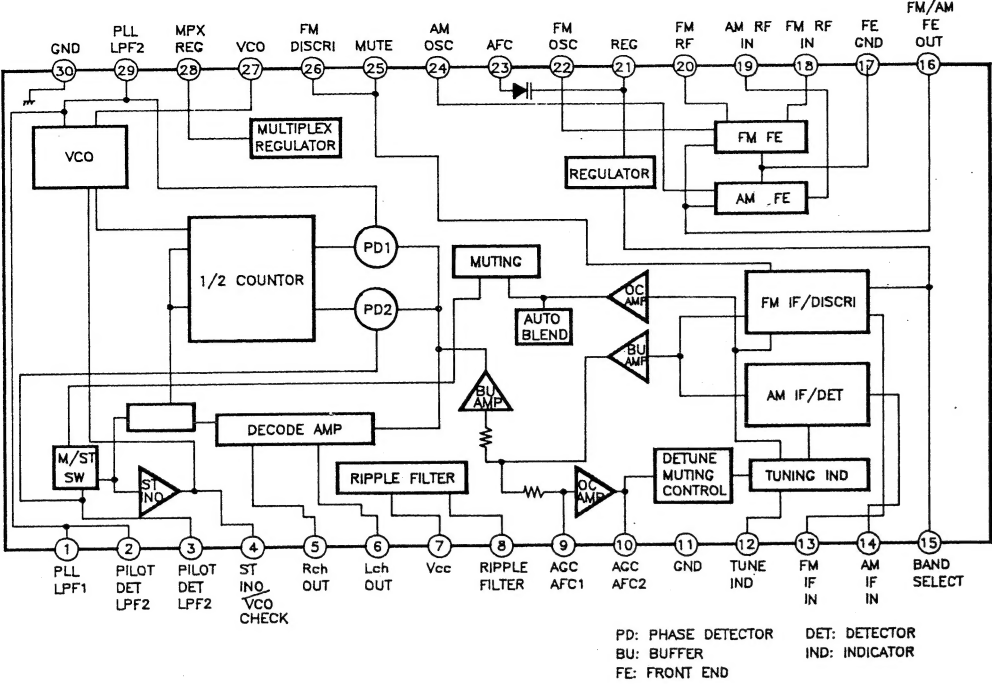 GND
PLL
LPF2
MPX
REG
VCO
FM
DISCRI
MUTE
AM
OSC
AFC
FM
OSC
REG
FM
RF
AM RF
IN
FM RF
IN
FE
GND
FM/AM
FE
OUT
30
29
28
27
26
25
24
23
22
21
20
19
18
17
16
VCO
MULTIPLEX
REGULATOR
REGULATOR
FM FE
AM FE
1/2 COUNTOR
PD1
PD2
MUTING
AUTO
BLEND
OC
AMP
BU
AMP
FM IF/DISCRI
AM IF/DET
BU
AMP
DECODE AMP
M/ST
SW
ST
INO
RIPPLE FILTER
OC
AMP
DETUNE
MUTING
CONTROL
TUNING IND
1
2
3
4
5
6
7
8
9
10
11
12
13
14
15
PLL
LPF1
PILOT
DET
LPF2
PILOT
DET
LPF2
ST
INO
/VCO
CHECK
Rch
OUT
Lch
OUT
Vcc
RIPPLE
FILTER
AGC
AFC1
AGC
AFC2
GND
TUNE
IND
FM
IF
IN
AM
IF
IN
BAND
SELECT
PD: PHASE DETECTOR
BU: BUFFER
FE: FRONT END
DET: DETECTOR
IND: INDICATOR